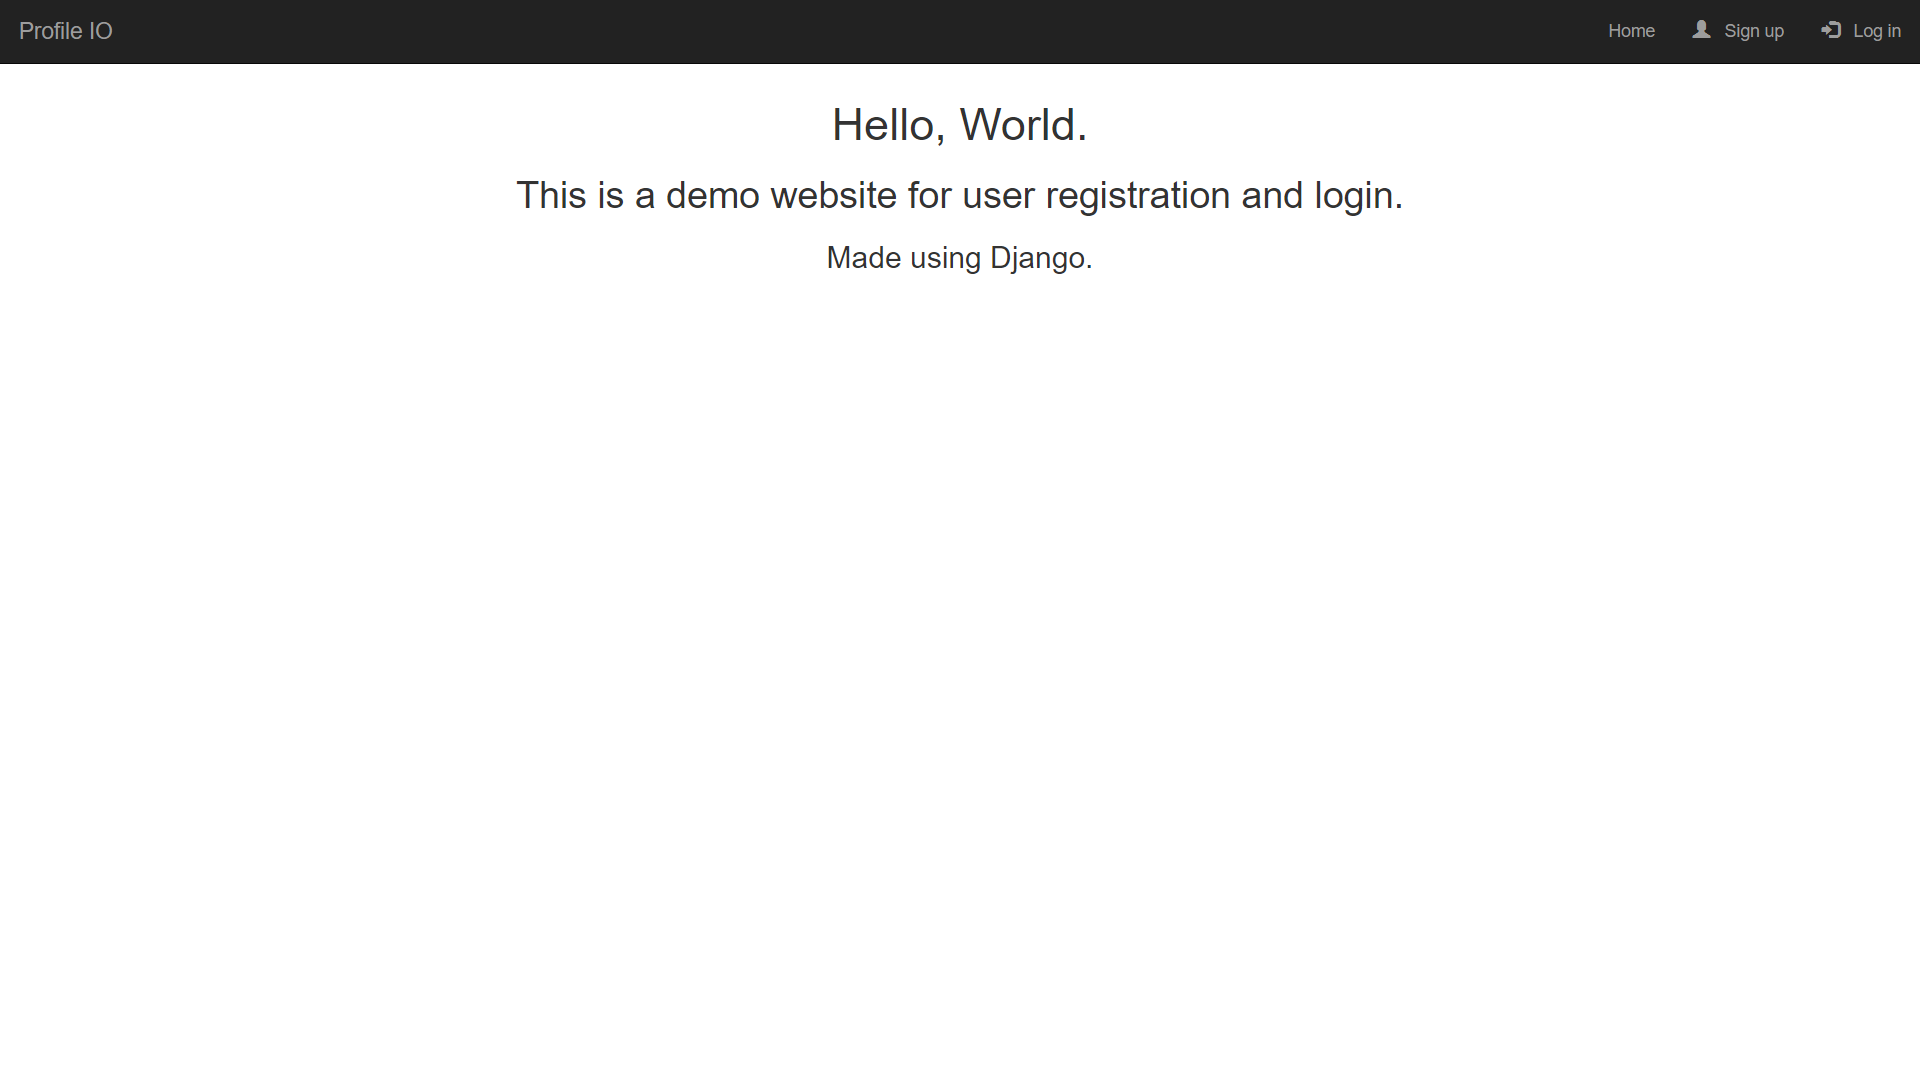 Profile IO Home Sign up Log in
Hello, World.
This is a demo website for user registration and login.
Made using Django.